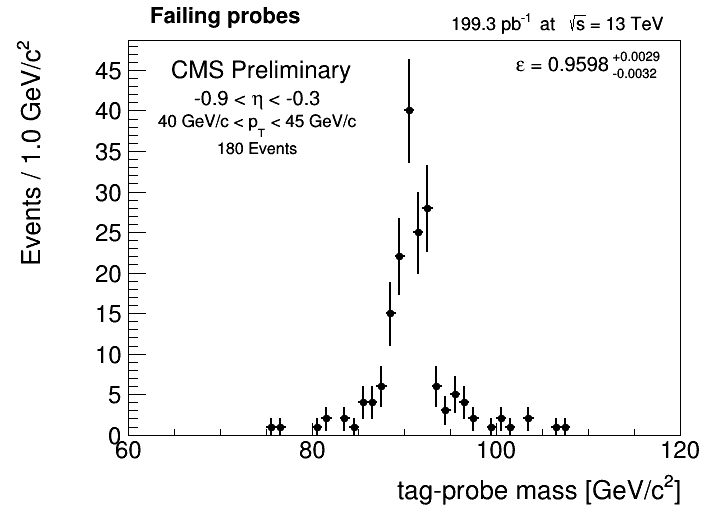 Failing probes
199.3 pb⁻¹ at √s = 13 TeV
CMS Preliminary
ε = 0.9598 +0.0029 -0.0032
-0.9 < η < -0.3
40 GeV/c < p_T < 45 GeV/c
180 Events
Events / 1.0 GeV/c²
45
40
35
30
25
20
15
10
5
0
60 80 100 120
tag-probe mass [GeV/c²]